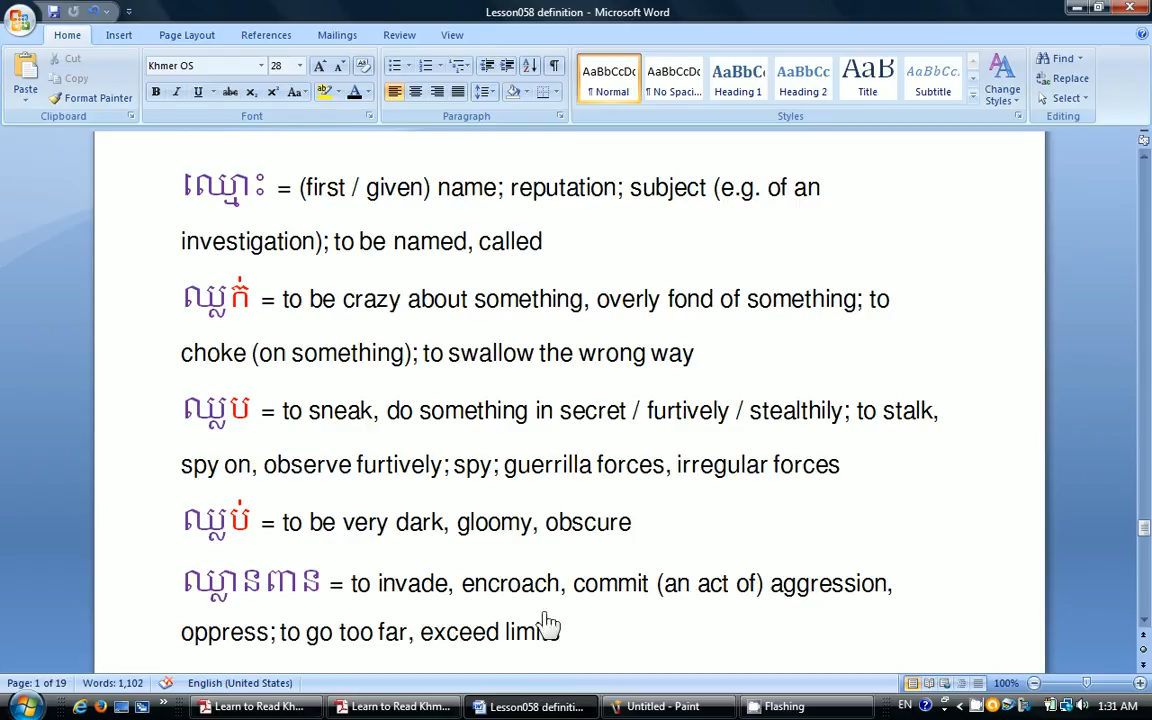 Lesson058 definition - Microsoft Word
Home Insert Page Layout References Mailings Review View
Paste Cut Copy Format Painter Clipboard
Khmer OS 28 Font
Paragraph
AaBbCcDc ¶ Normal AaBbCcDc ¶ No Spaci... AaBbC Heading 1 AaBbCc Heading 2 AaB Title AaBbCc. Subtitle Change Styles Styles
Find Replace Select Editing
ឈ្មោះ = (first / given) name; reputation; subject (e.g. of an
investigation); to be named, called
ឈ្លក់ = to be crazy about something, overly fond of something; to
choke (on something); to swallow the wrong way
ឈ្លប = to sneak, do something in secret / furtively / stealthily; to stalk,
spy on, observe furtively; spy; guerrilla forces, irregular forces
ឈ្លប់ = to be very dark, gloomy, obscure
ឈ្លានពាន = to invade, encroach, commit (an act of) aggression,
oppress; to go too far, exceed limits
Page: 1 of 19 Words: 1,102 English (United States) 100%
Learn to Read Kh... Learn to Read Khm... Lesson058 definiti... Untitled - Paint Flashing EN 1:31 AM